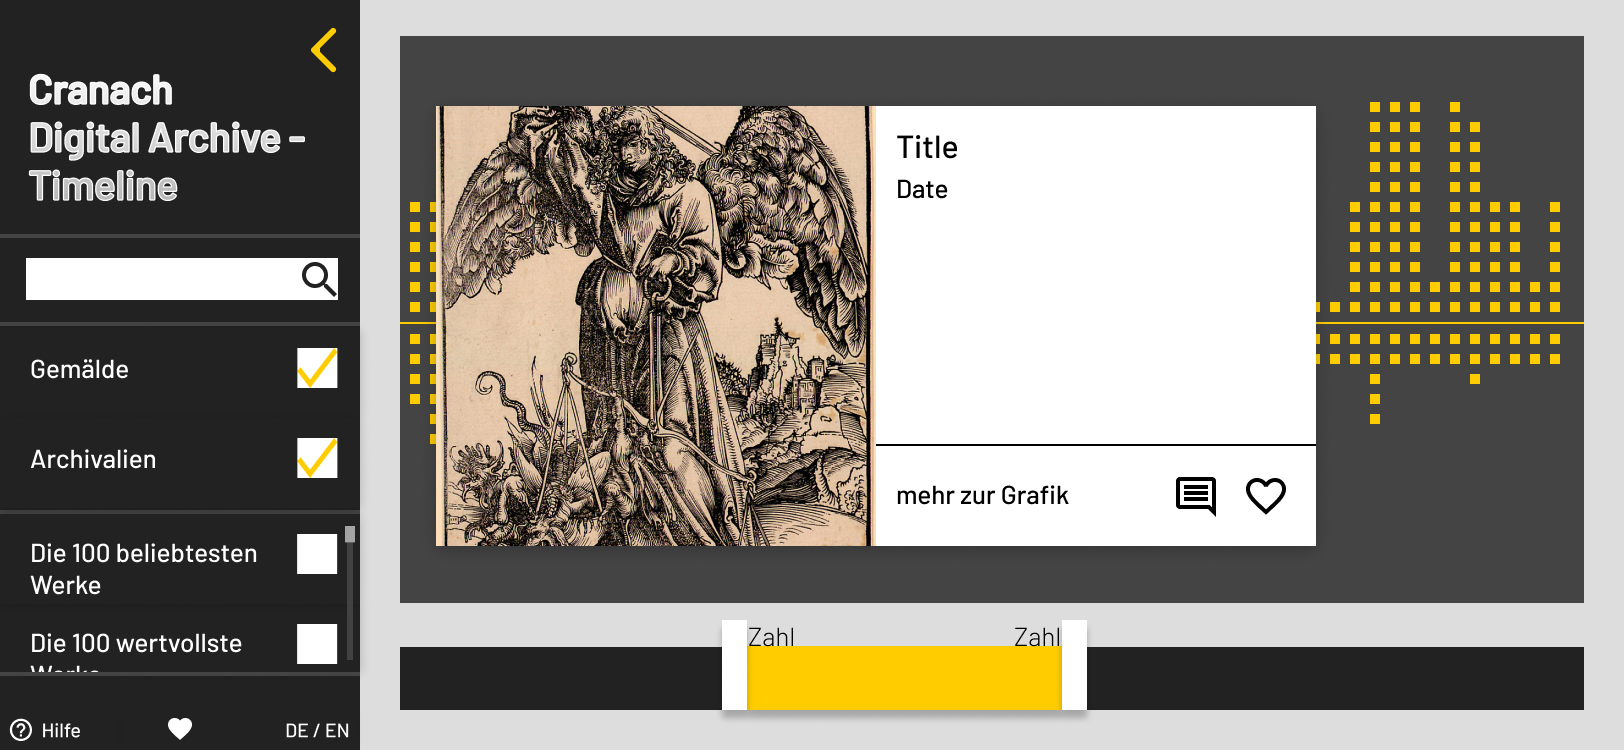 Cranach
Digital Archive -
Timeline
Gemälde
Archivalien
Die 100 beliebtesten
Werke
Die 100 wertvollste
Werke
Hilfe
DE / EN
Title
Date
mehr zur Grafik
Zahl
Zahl